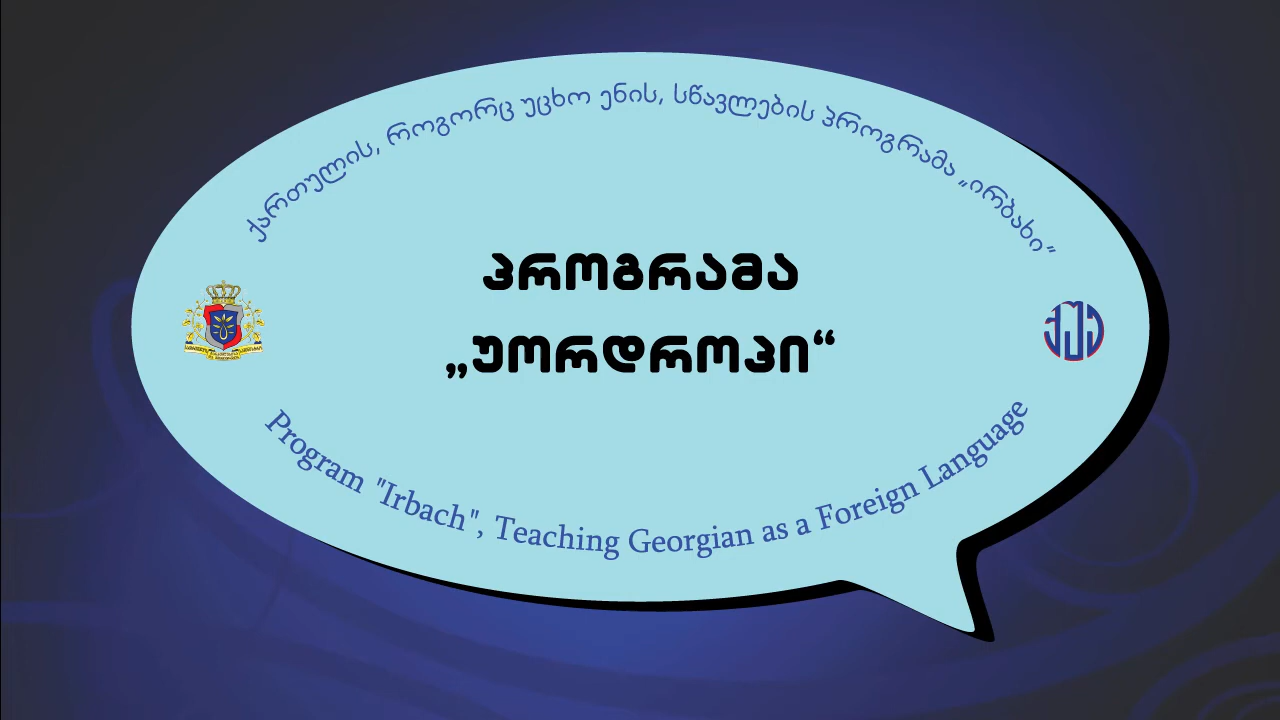 ქართულის, როგორც უცხო ენის, სწავლების პროგრამა „ირბახი“
პროგრამა
„უორდროპი“
Program "Irbach", Teaching Georgian as a Foreign Language